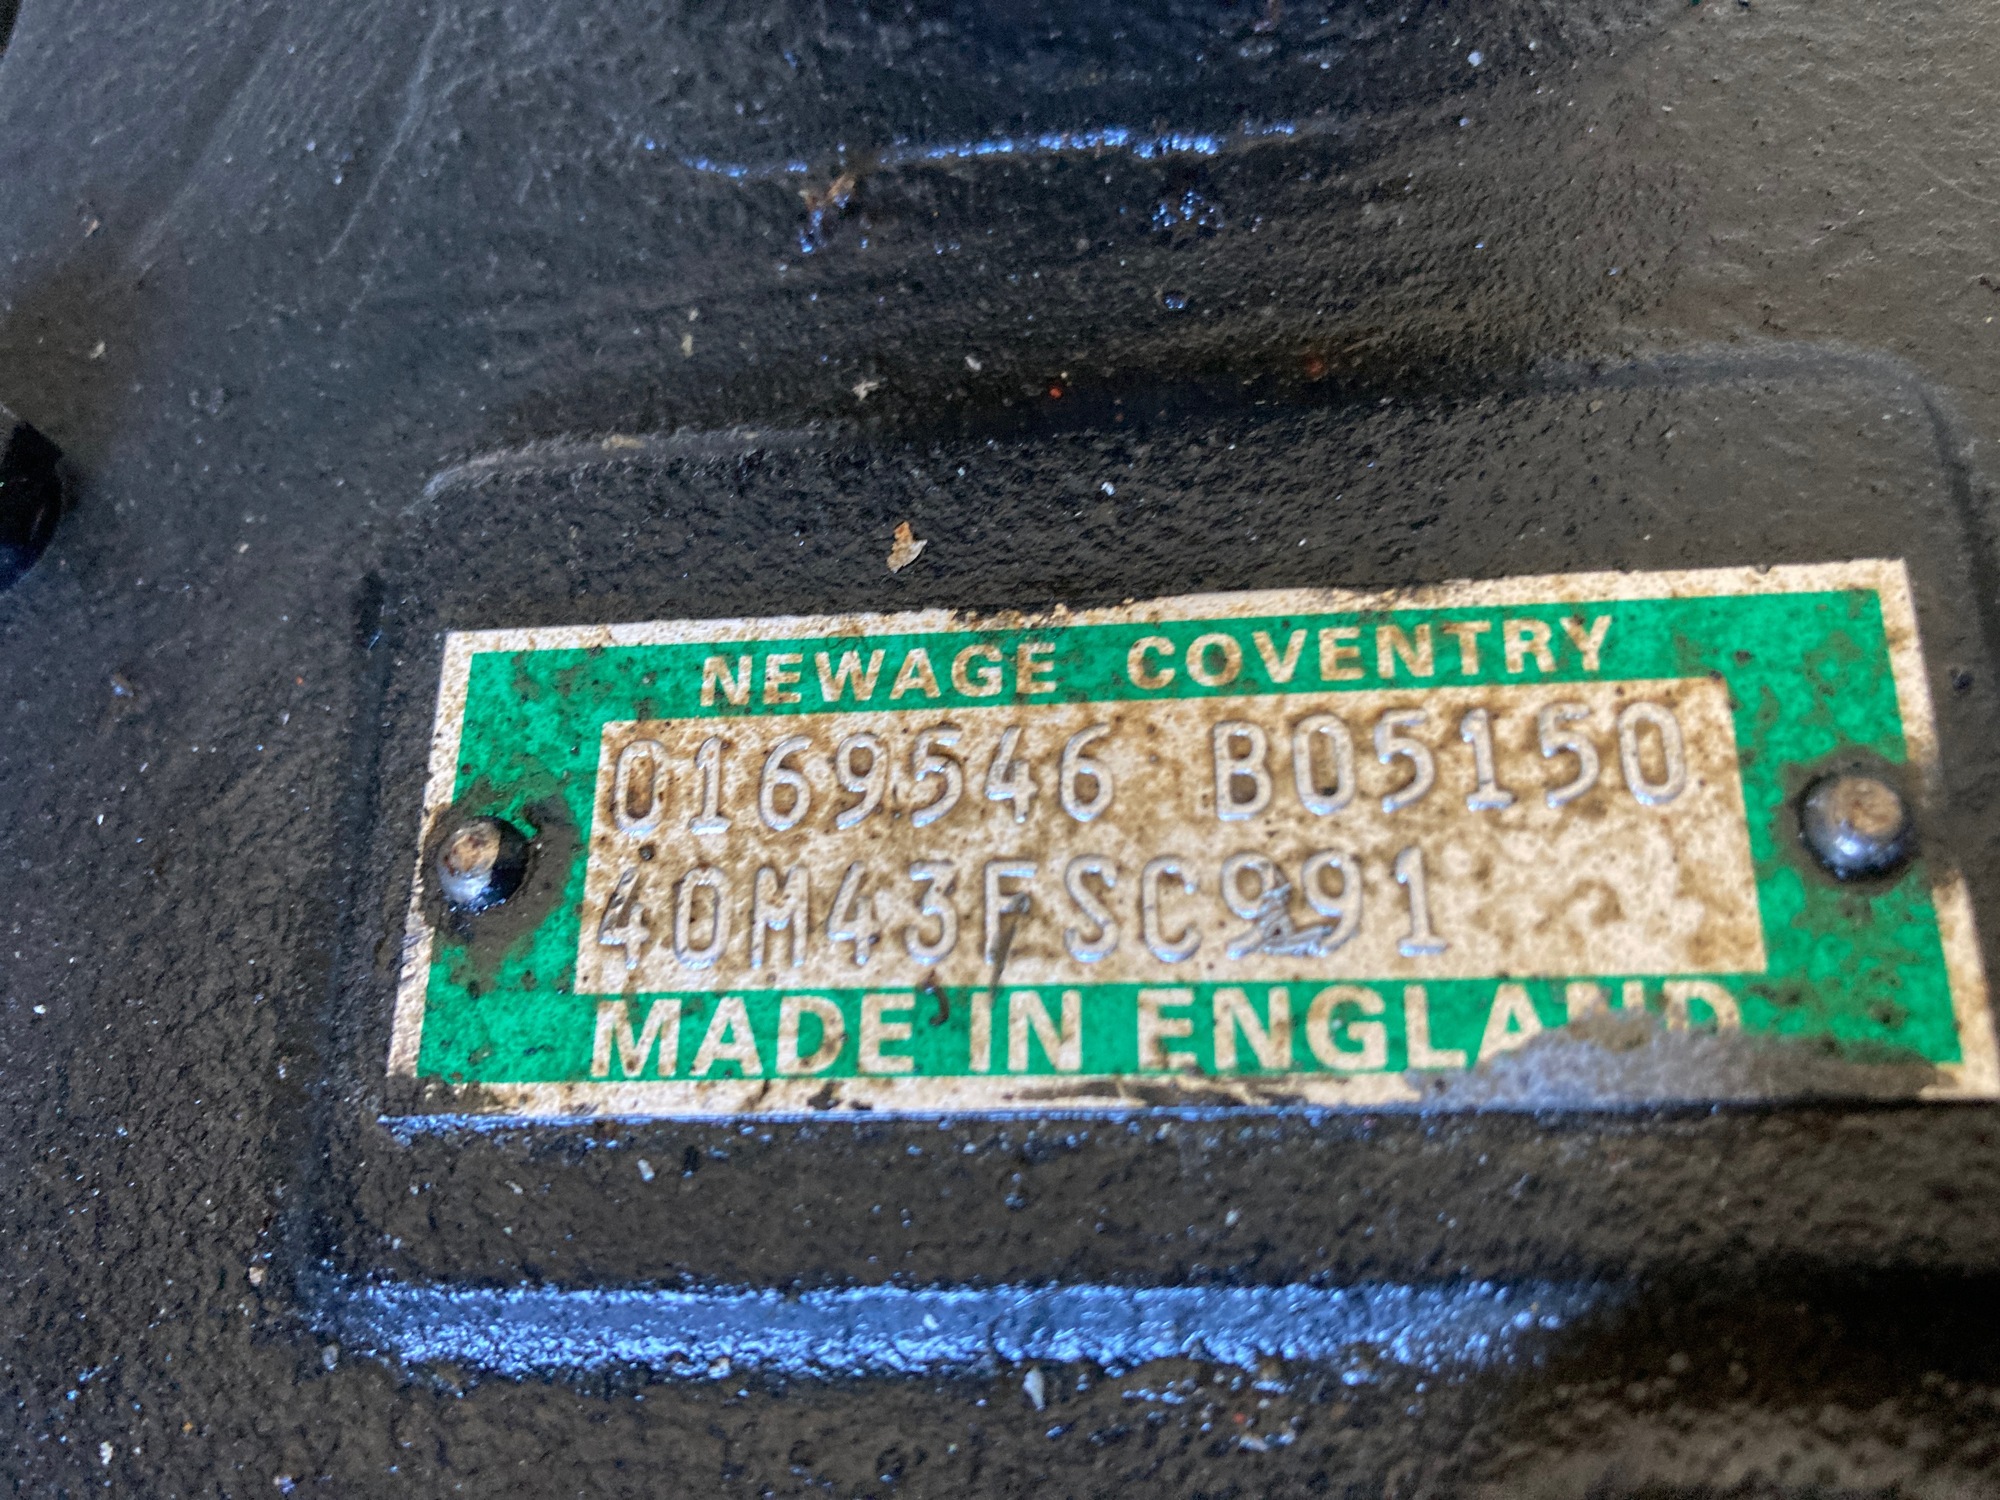 NEWAGE COVENTRY
0169546 B05150
40M43FSC991
MADE IN ENGLAND